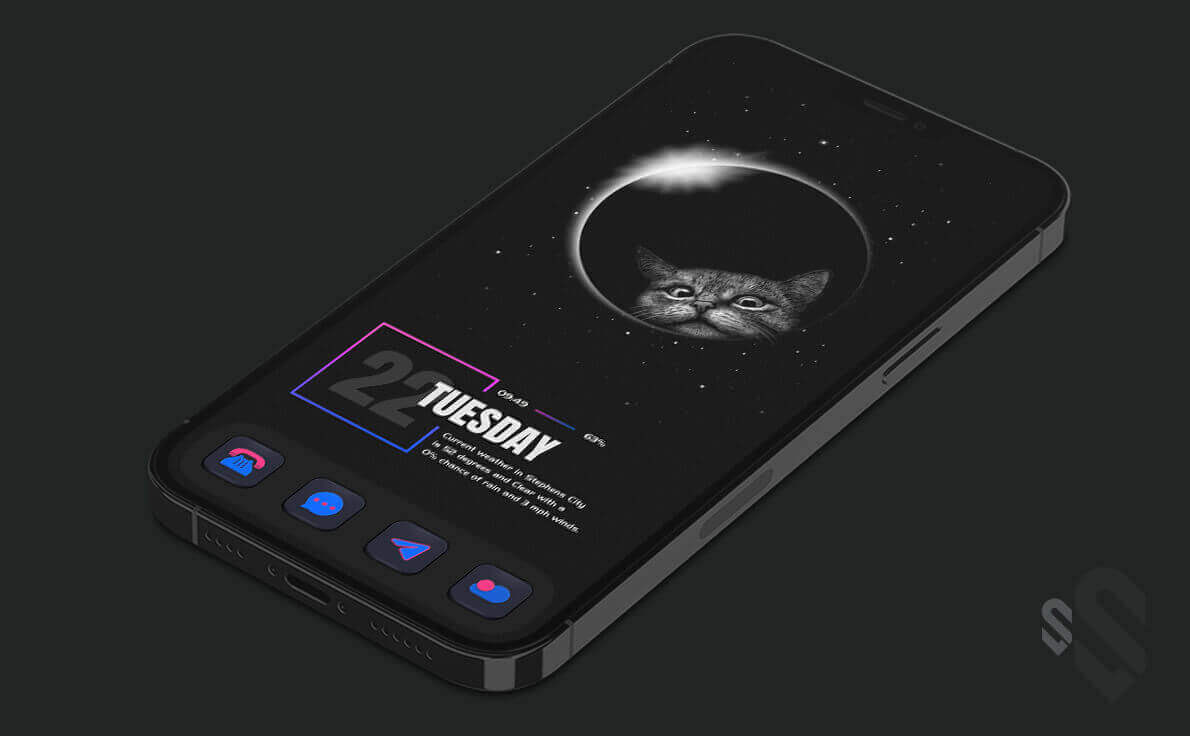 22
TUESDAY
09.49
63%
Current weather in Stephens City
is 52 degrees and Clear with a
0% chance of rain and 3 mph winds.